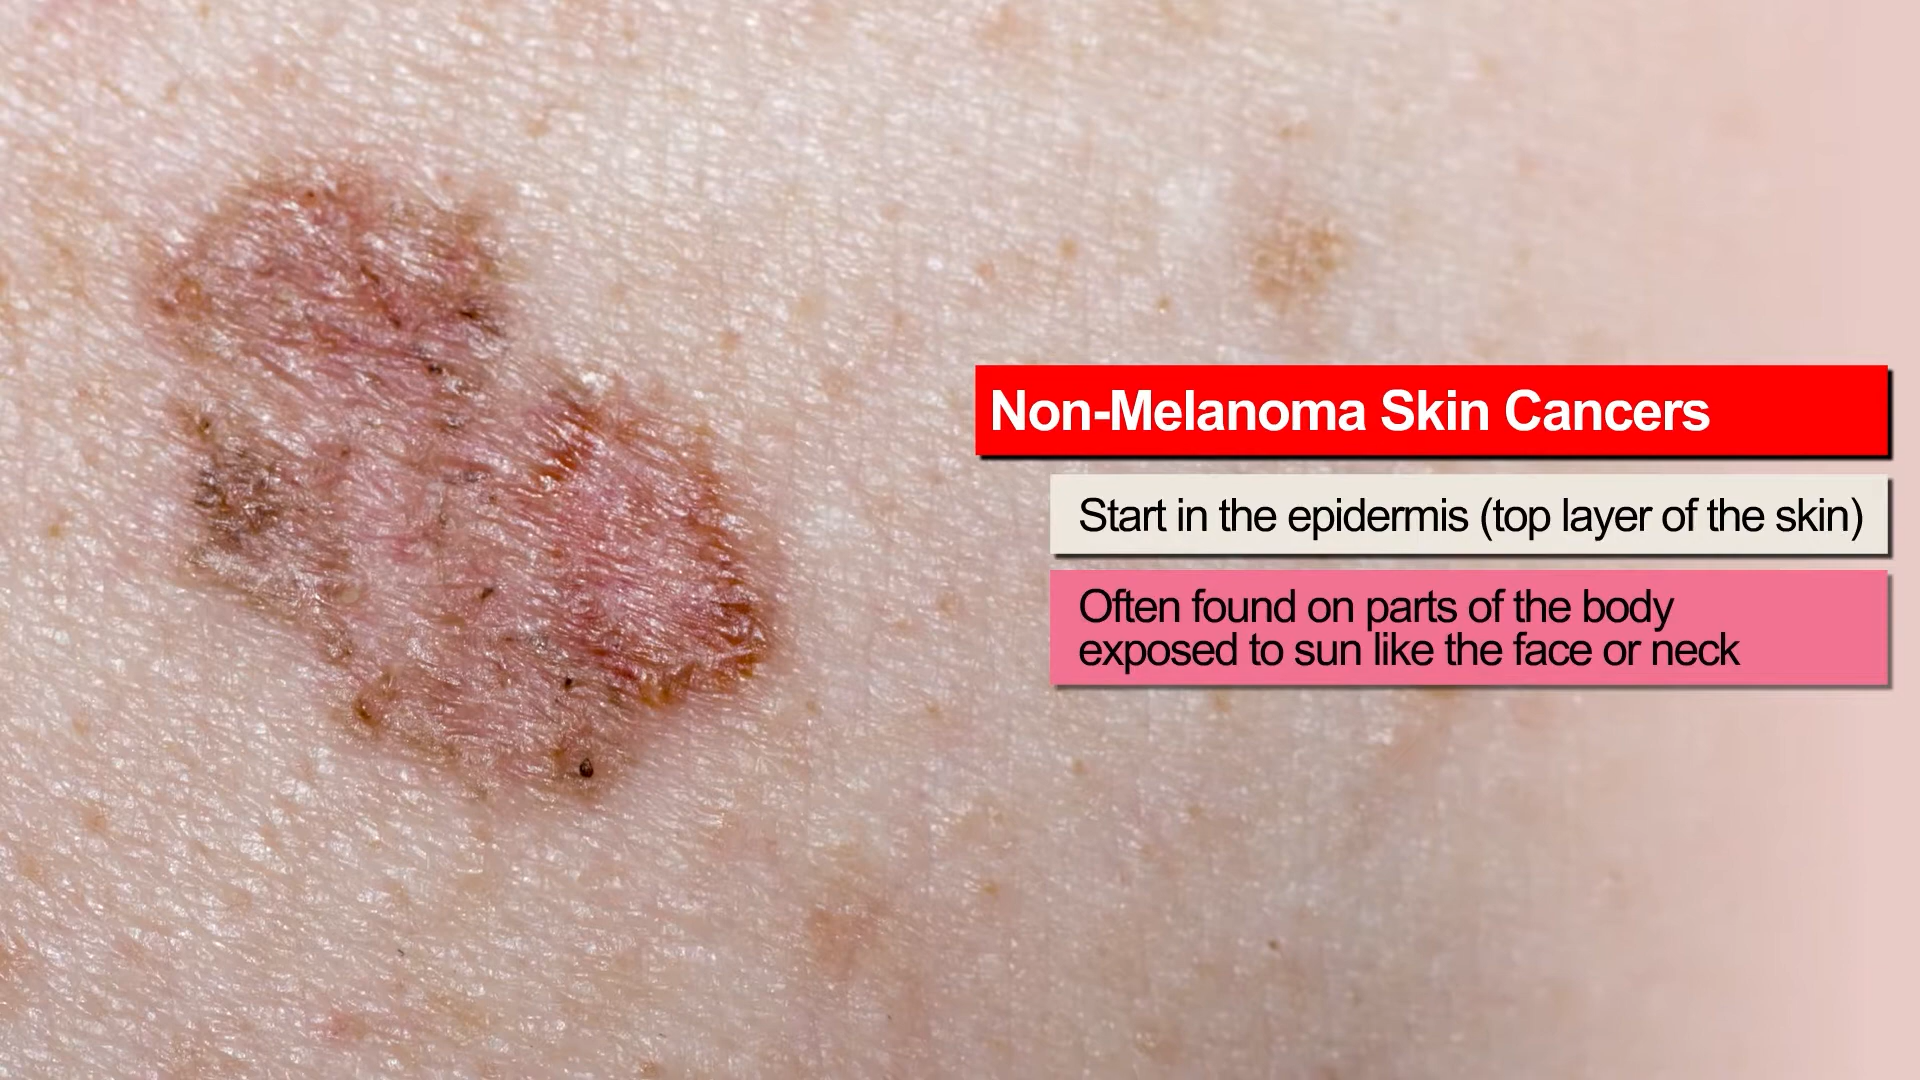 Non-Melanoma Skin Cancers
Start in the epidermis (top layer of the skin)
Often found on parts of the body
exposed to sun like the face or neck